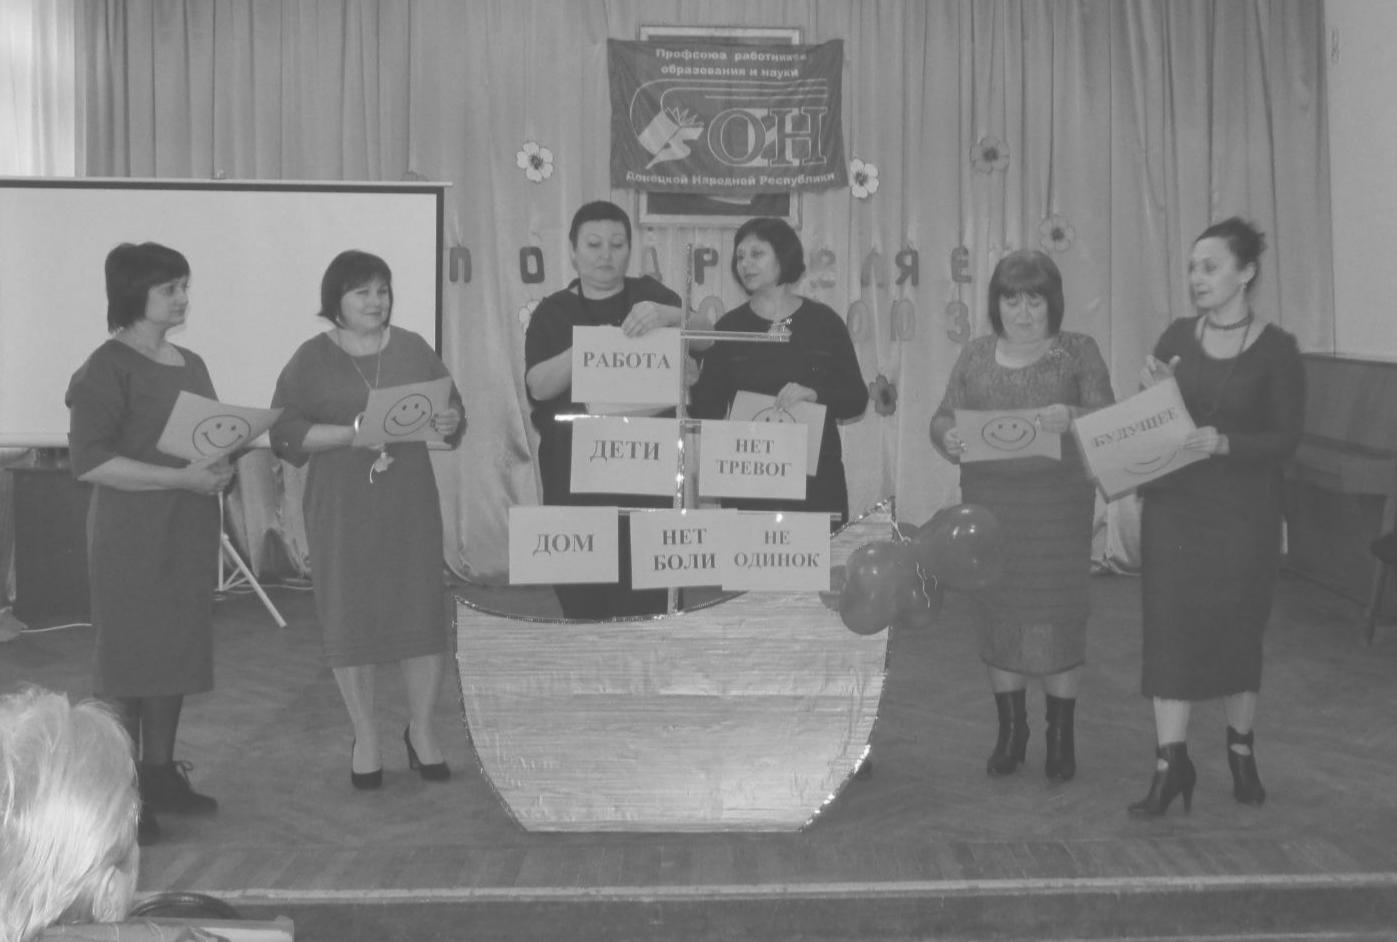 Профсоюз работников
образования и науки
ОН
Донецкой Народной Республики
РАБОТА
ДЕТИ
НЕТ
ТРЕВОГ
ДОМ
НЕТ
БОЛИ
НЕ
ОДИНОК
БУДУЩЕЕ